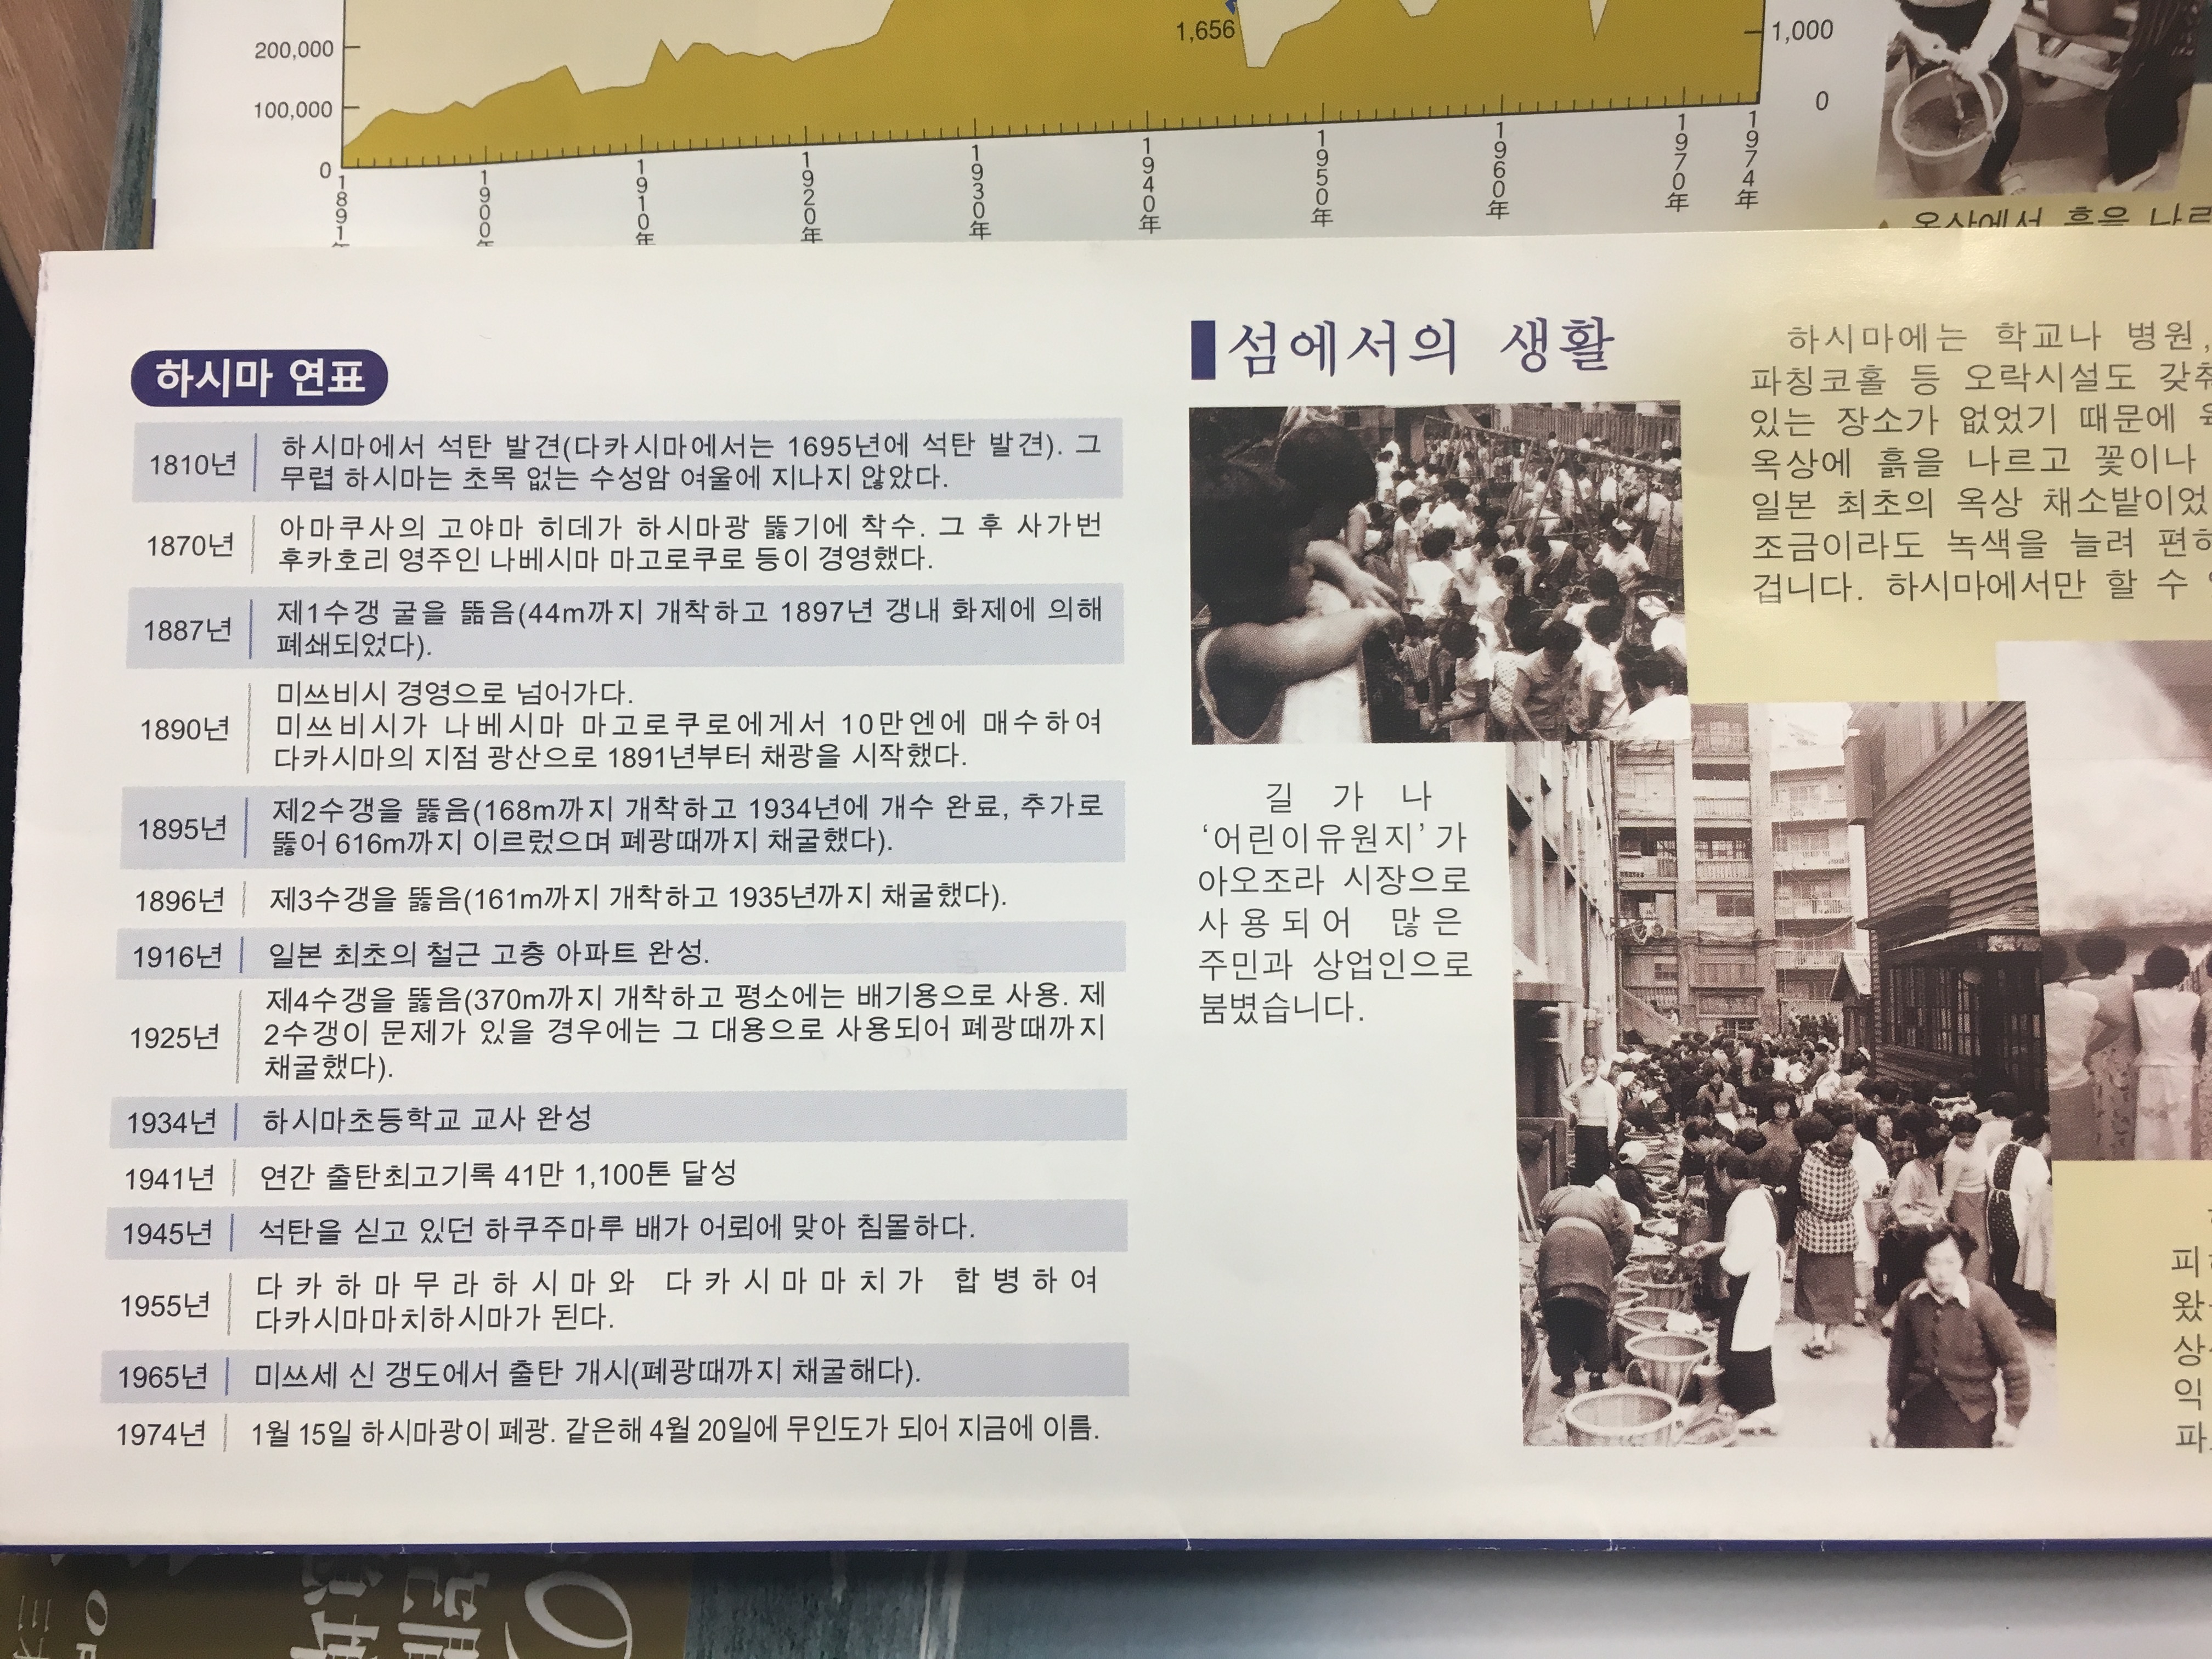 200,000
100,000
0
1,656
1,000
0
1891年
1900年
1910年
1920年
1930年
1940年
1950年
1960年
1970年
1974年
옥상에서 흙을
하시마 연표
1810년 하시마에서 석탄 발견(다카시마에서는 1695년에 석탄 발견). 그
무렵 하시마는 초목 없는 수성암 여울에 지나지 않았다.
1870년 아마쿠사의 고야마 히데가 하시마광 뚫기에 착수. 그 후 사가번
후카호리 영주인 나베시마 마고로쿠로 등이 경영했다.
1887년 제1수갱 굴을 뚫음(44m까지 개착하고 1897년 갱내 화제에 의해
폐쇄되었다).
1890년 미쓰비시 경영으로 넘어가다.
미쓰비시가 나베시마 마고로쿠로에게서 10만엔에 매수하여
다카시마의 지점 광산으로 1891년부터 채광을 시작했다.
1895년 제2수갱을 뚫음(168m까지 개착하고 1934년에 개수 완료, 추가로
뚫어 616m까지 이르렀으며 폐광때까지 채굴했다).
1896년 제3수갱을 뚫음(161m까지 개착하고 1935년까지 채굴했다).
1916년 일본 최초의 철근 고층 아파트 완성.
1925년 제4수갱을 뚫음(370m까지 개착하고 평소에는 배기용으로 사용. 제
2수갱이 문제가 있을 경우에는 그 대용으로 사용되어 폐광때까지
채굴했다).
1934년 하시마초등학교 교사 완성
1941년 연간 출탄최고기록 41만 1,100톤 달성
1945년 석탄을 싣고 있던 하쿠주마루 배가 어뢰에 맞아 침몰하다.
1955년 다카하마무라하시마와 다카시마마치가 합병하여
다카시마마치하시마가 된다.
1965년 미쓰세 신 갱도에서 출탄 개시(폐광때까지 채굴해다).
1974년 1월 15일 하시마광이 폐광. 같은해 4월 20일에 무인도가 되어 지금에 이름.
섬에서의 생활
길가나
‘어린이유원지’가
아오조라 시장으로
사용되어 많은
주민과 상업인으로
붐볐습니다.
하시마에는 학교나 병원,
파칭코홀 등 오락시설도
있는 장소가 없었기 때문에
옥상에 흙을 나르고 꽃이나
일본 최초의 옥상 채소밭이었
조금이라도 녹색을 늘려
겁니다. 하시마에서만 할 수
피
왔
상
익
파